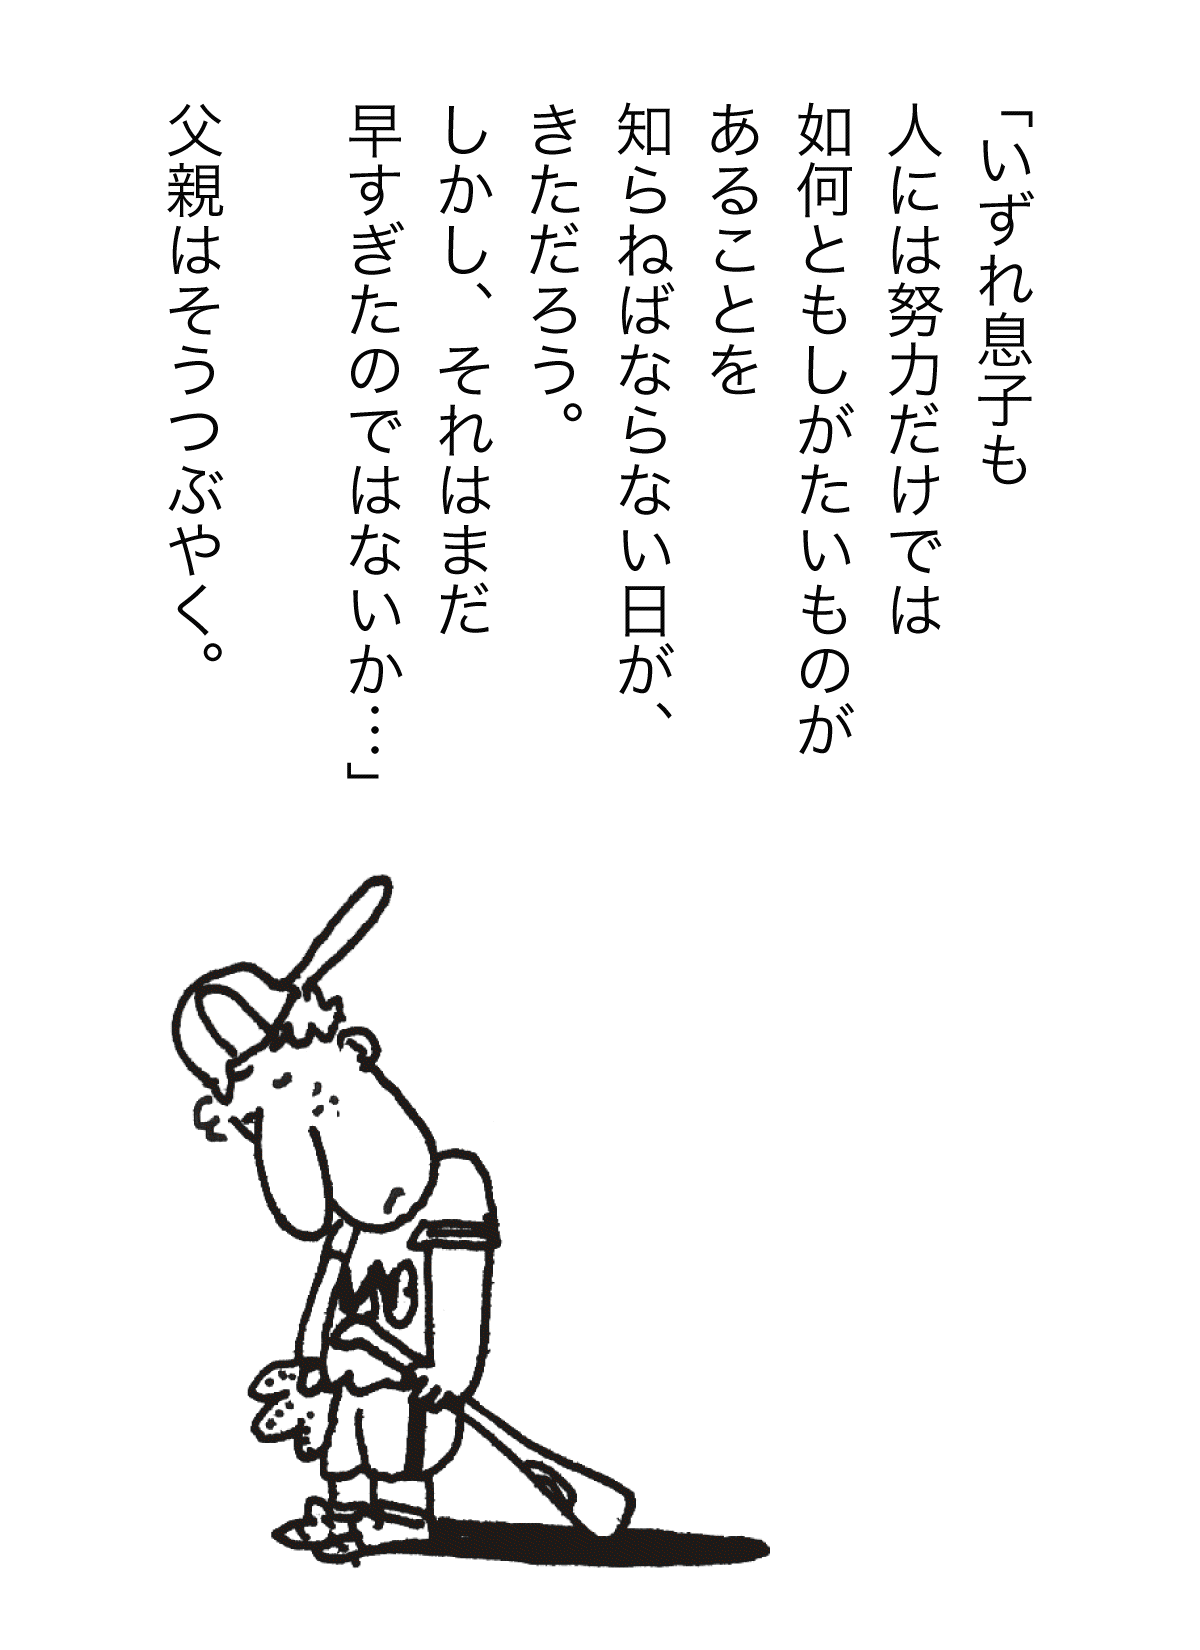 「いずれ息子も
人には努力だけでは
如何ともしがたいものが
あることを
知らねばならない日が、
きただろう。
しかし、それはまだ
早すぎたのではないか…」
父親はそうつぶやく。